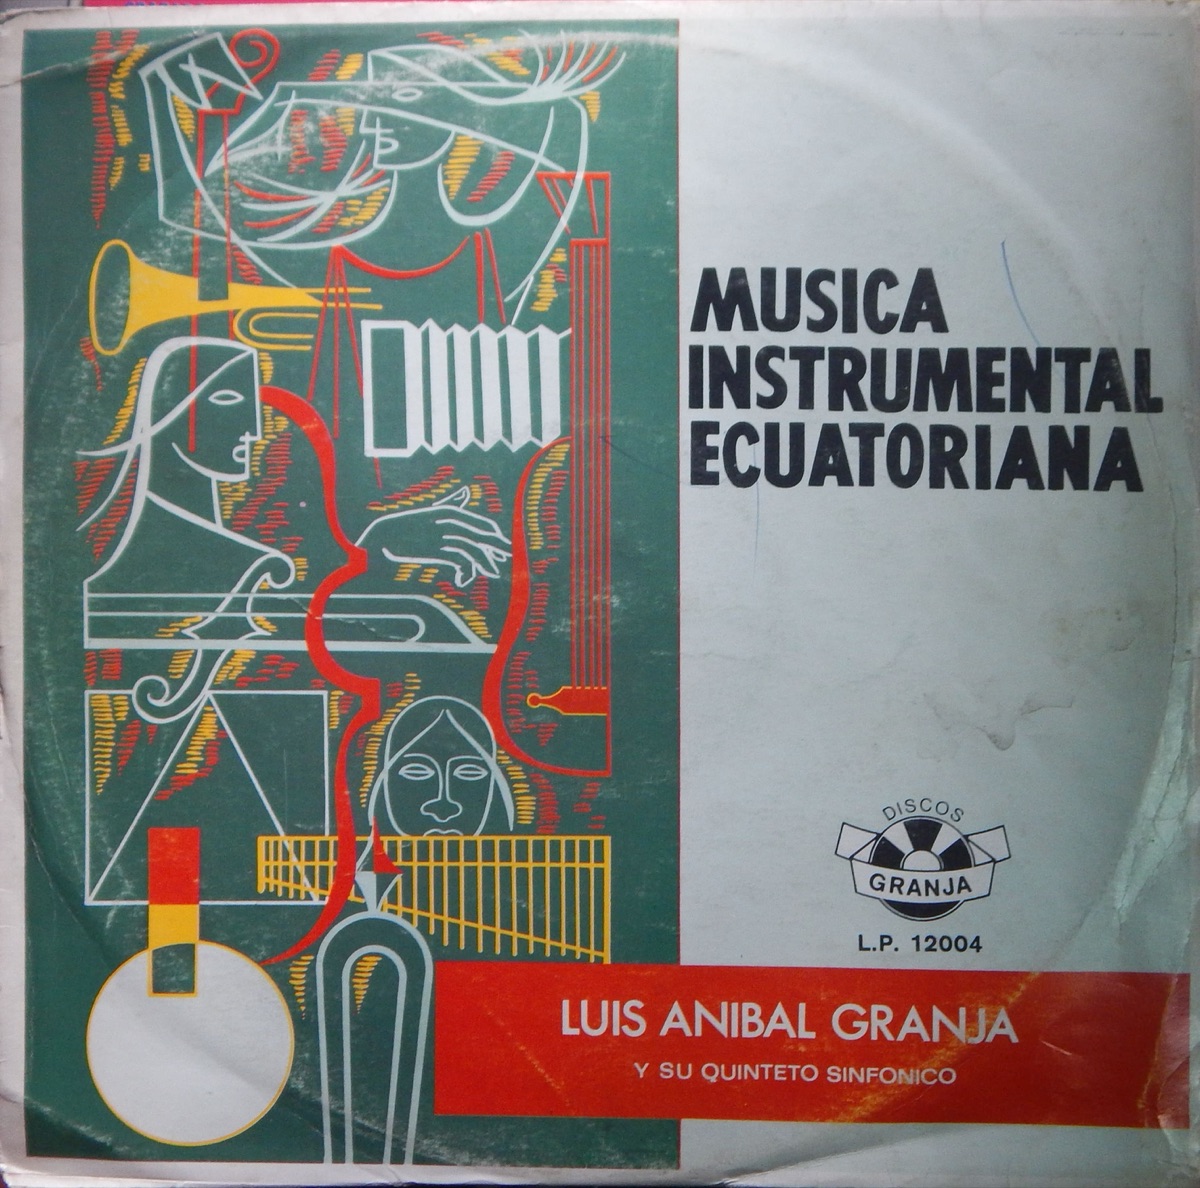 MUSICA
INSTRUMENTAL
ECUATORIANA
DISCOS
GRANJA
L.P. 12004
LUIS ANIBAL GRANJA
Y SU QUINTETO SINFONICO